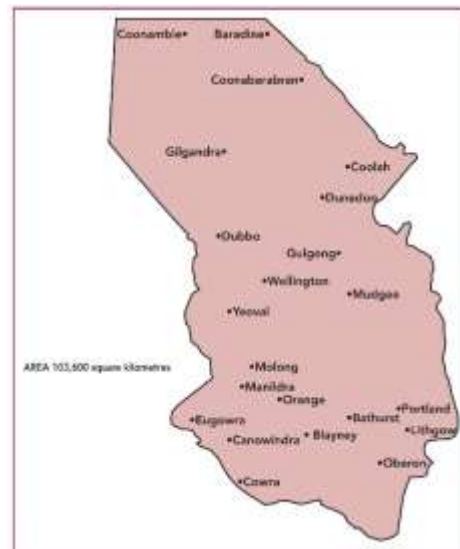 Coonamble
Baradine
Coonabarabran
Gilgandra
Coolah
Dunedoo
Dubbo
Gulgong
Wellington
Mudgee
Yeoval
AREA 103,600 square kilometres
Molong
Manildra
Orange
Portland
Eugowra
Bathurst
Lithgow
Canowindra
Blayney
Oberon
Cowra